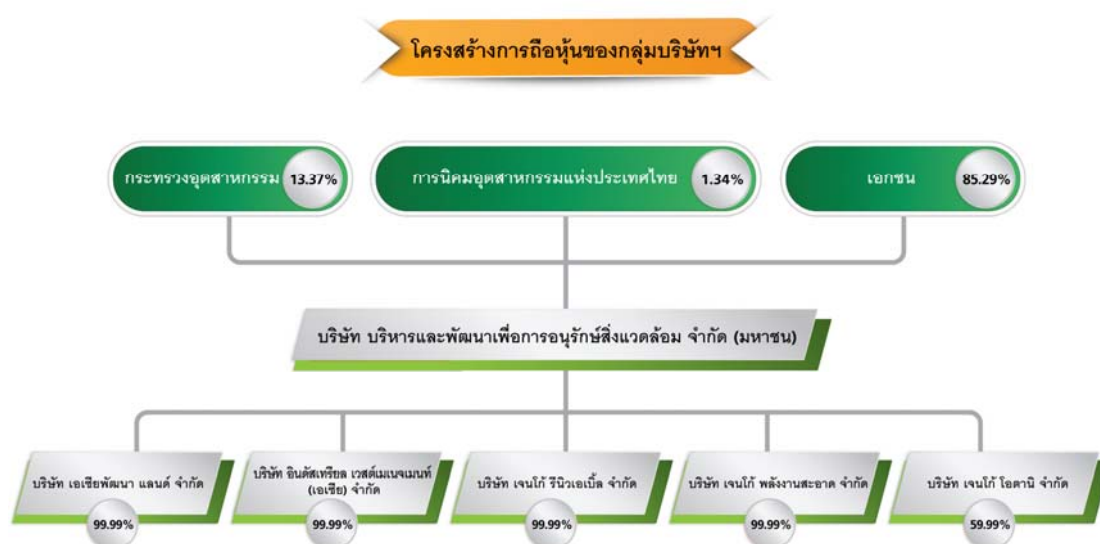 โครงสร้างการถือหุ้นของกลุ่มบริษัทฯ
กระทรวงอุตสาหกรรม 13.37%
การนิคมอุตสาหกรรมแห่งประเทศไทย 1.34%
เอกชน 85.29%
บริษัท บริหารและพัฒนาเพื่อการอนุรักษ์สิ่งแวดล้อม จำกัด (มหาชน)
บริษัท เอเชียพัฒนา แลนด์ จำกัด
99.99%
บริษัท อินดัสเทรียล เวสต์เมเนจเมนท์
(เอเชีย) จำกัด
99.99%
บริษัท เจนโก้ รีนิวเอเบิ้ล จำกัด
99.99%
บริษัท เจนโก้ พลังงานสะอาด จำกัด
99.99%
บริษัท เจนโก้ โอตานิ จำกัด
59.99%